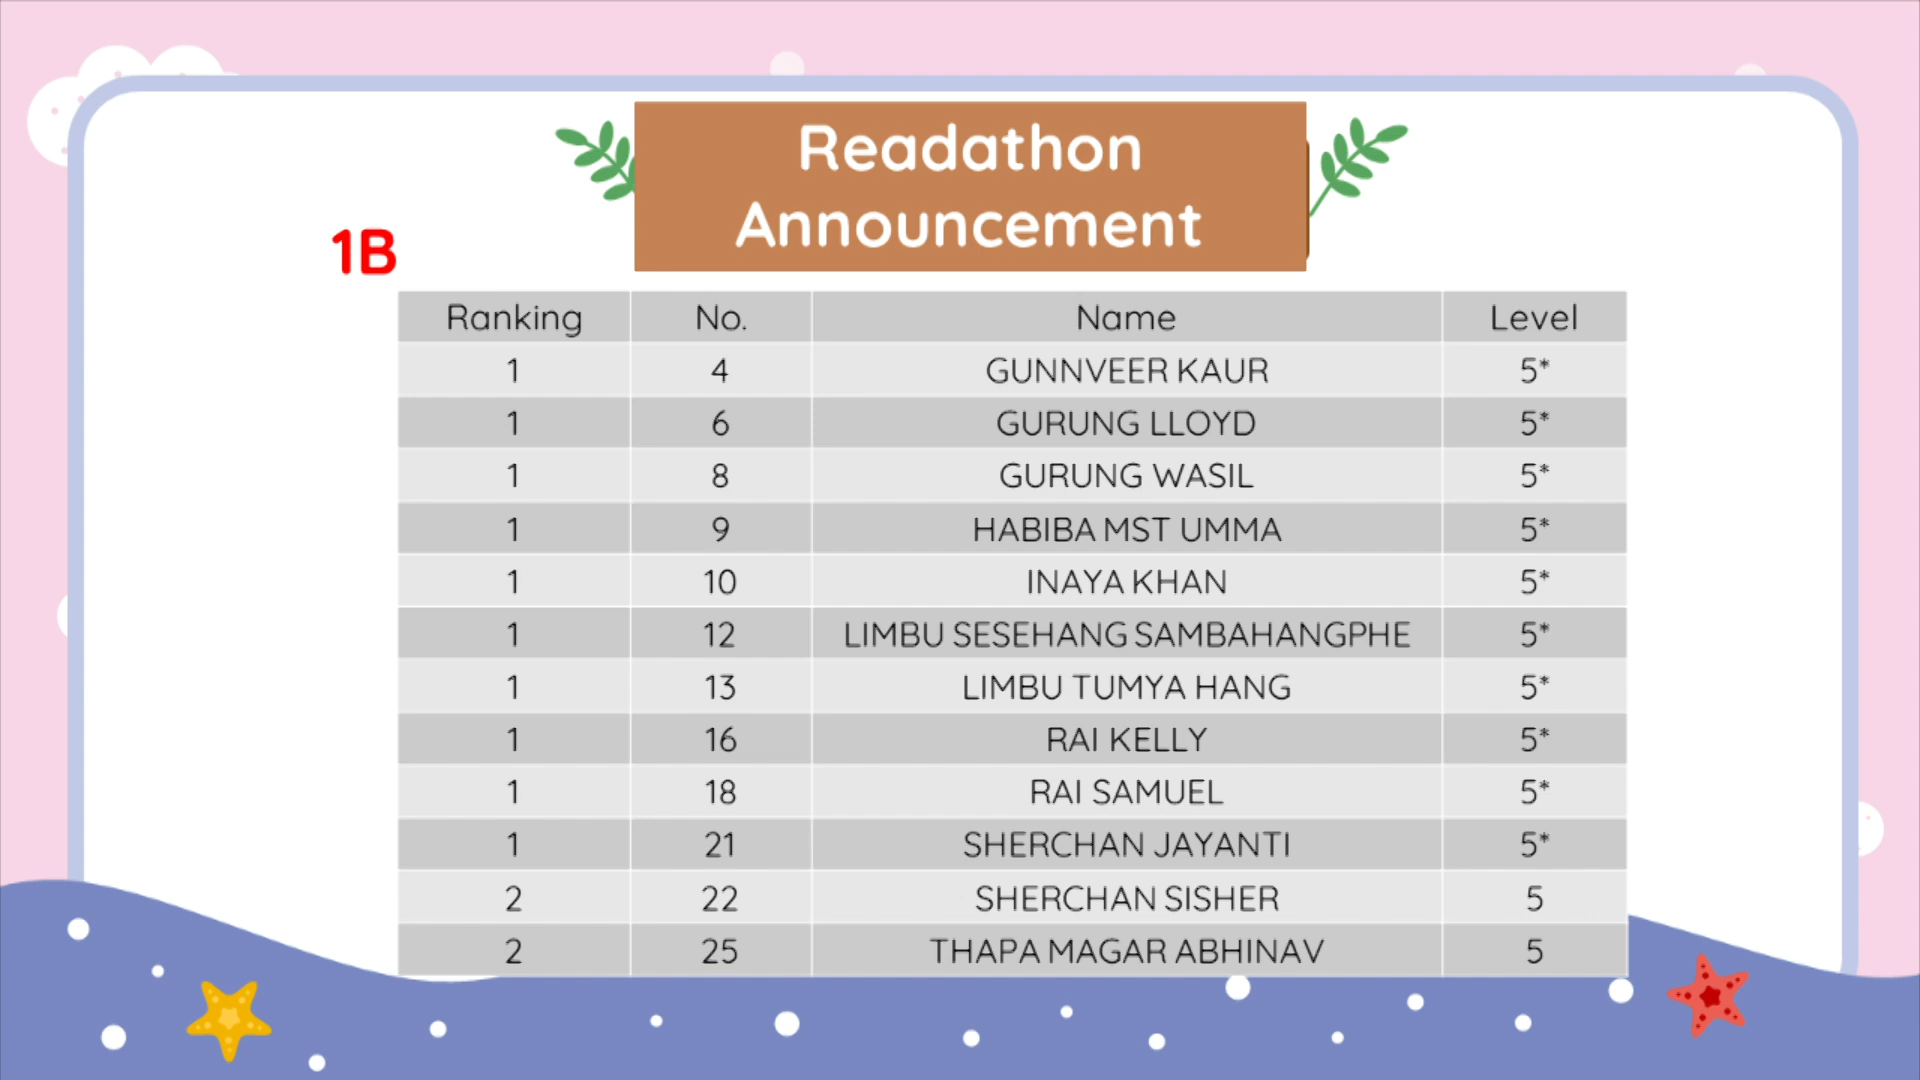 Readathon
Announcement
1B
Ranking No. Name Level
1 4 GUNNVEER KAUR 5*
1 6 GURUNG LLOYD 5*
1 8 GURUNG WASIL 5*
1 9 HABIBA MST UMMA 5*
1 10 INAYA KHAN 5*
1 12 LIMBU SESEHANG SAMBAHANGPHE 5*
1 13 LIMBU TUMYA HANG 5*
1 16 RAI KELLY 5*
1 18 RAI SAMUEL 5*
1 21 SHERCHAN JAYANTI 5*
2 22 SHERCHAN SISHER 5
2 25 THAPA MAGAR ABHINAV 5